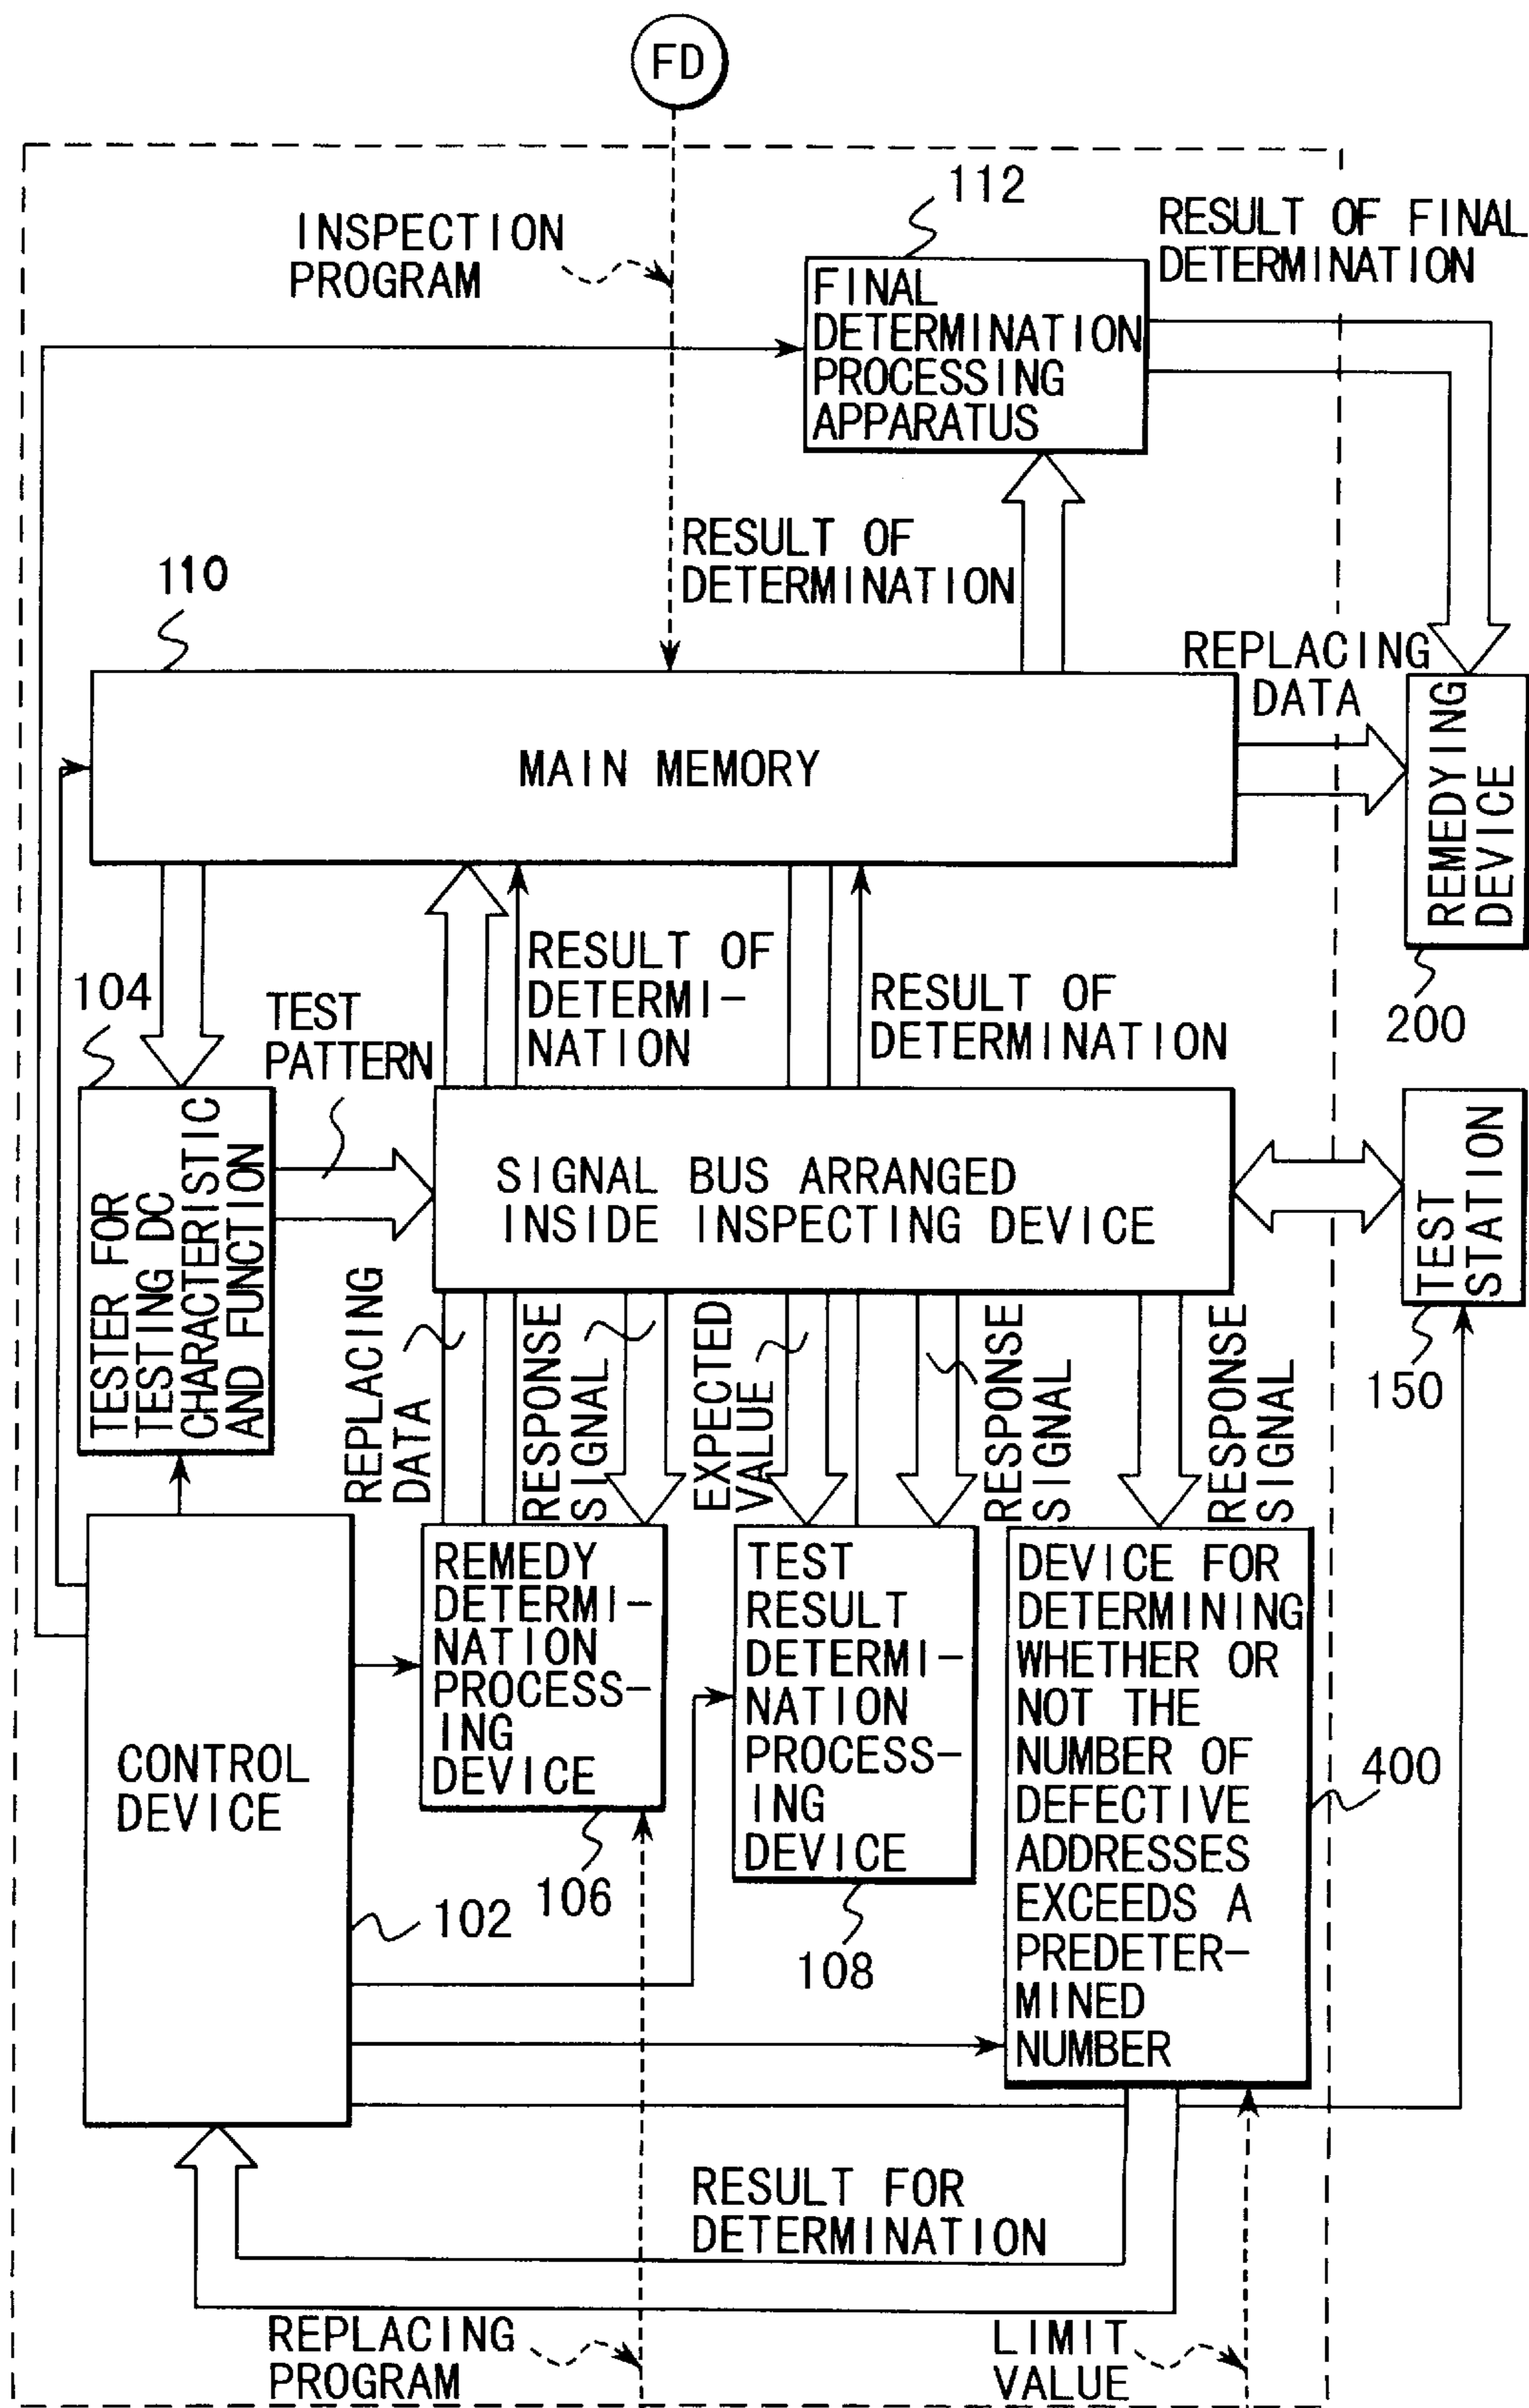 FD
112
INSPECTION
PROGRAM
RESULT OF FINAL
DETERMINATION
FINAL
DETERMINATION
PROCESSING
APPARATUS
RESULT OF
DETERMINATION
110
REPLACING
DATA
MAIN MEMORY
REMEDYING
DEVICE
200
104
TEST
PATTERN
RESULT OF
DETERMI-
NATION
RESULT OF
DETERMINATION
TESTER FOR
TESTING DC
CHARACTERISTIC
AND FUNCTION
SIGNAL BUS ARRANGED
INSIDE INSPECTING DEVICE
TEST
STATION
150
REPLACING
DATA
RESPONSE
SIGNAL
EXPECTED
VALUE
RESPONSE
SIGNAL
RESPONSE
SIGNAL
CONTROL
DEVICE
102
REMEDY
DETERMI-
NATION
PROCESS-
ING
DEVICE
106
TEST
RESULT
DETERMI-
NATION
PROCESS-
ING
DEVICE
108
DEVICE FOR
DETERMINING
WHETHER OR
NOT THE
NUMBER OF
DEFECTIVE
ADDRESSES
EXCEEDS A
PREDETER-
MINED
NUMBER
400
RESULT FOR
DETERMINATION
REPLACING
PROGRAM
LIMIT
VALUE